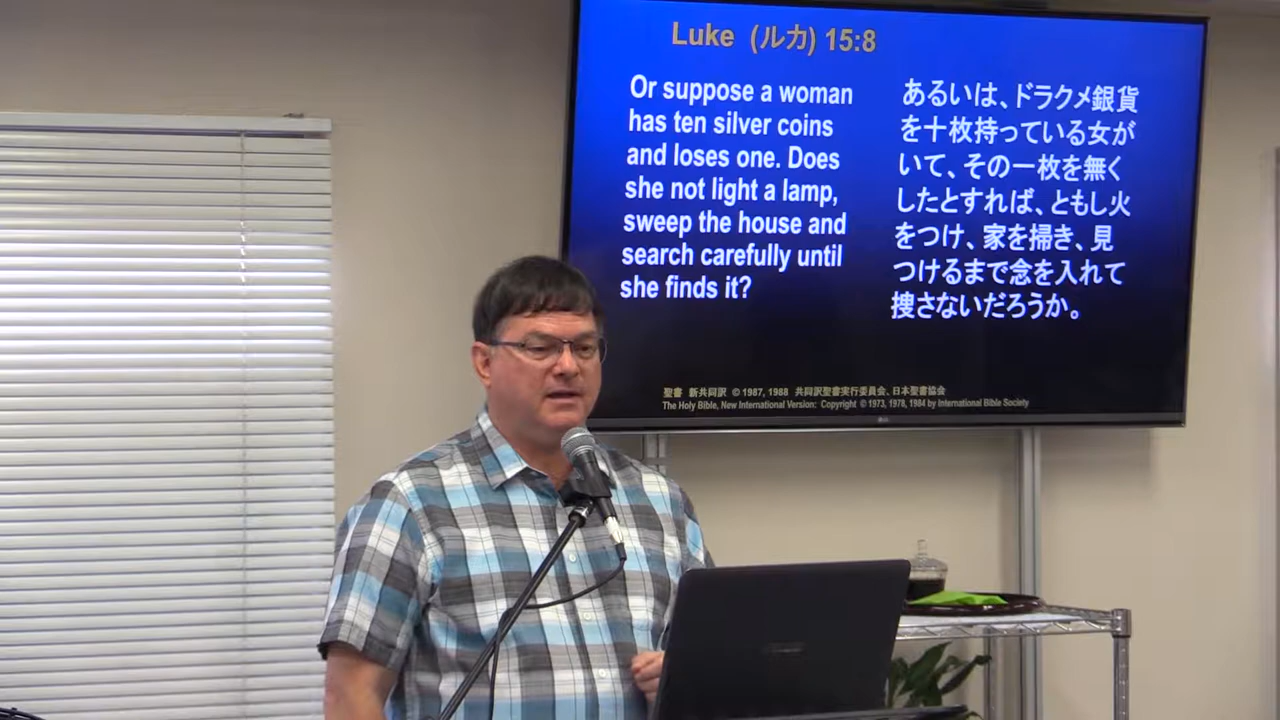 Luke (ルカ) 15:8
Or suppose a woman
has ten silver coins
and loses one. Does
she not light a lamp,
sweep the house and
search carefully until
she finds it?
あるいは、ドラクメ銀貨
を十枚持っている女が
いて、その一枚を無く
したとすれば、ともし火
をつけ、家を掃き、見
つけるまで念を入れて
捜さないだろうか。
聖書 新共同訳 © 1987, 1988 共同訳聖書実行委員会、日本聖書協会
The Holy Bible, New International Version: Copyright © 1973, 1978, 1984 by International Bible Society
LG